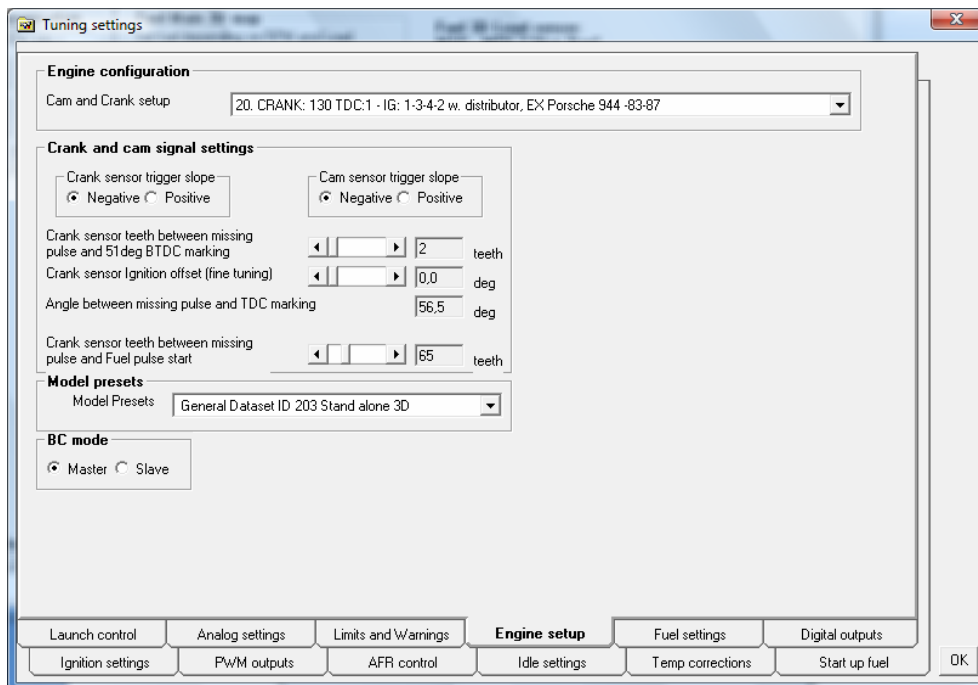 Tuning settings
Engine configuration
Cam and Crank setup
20. CRANK: 130 TDC:1 - IG: 1-3-4-2 w. distributor, EX Porsche 944 -83-87
Crank and cam signal settings
Crank sensor trigger slope
Negative Positive
Cam sensor trigger slope
Negative Positive
Crank sensor teeth between missing
pulse and 51deg BTDC marking
2 teeth
Crank sensor Ignition offset (fine tuning)
0,0 deg
Angle between missing pulse and TDC marking
56,5 deg
Crank sensor teeth between missing
pulse and Fuel pulse start
65 teeth
Model presets
Model Presets General Dataset ID 203 Stand alone 3D
BC mode
Master Slave
Launch control Analog settings Limits and Warnings Engine setup Fuel settings Digital outputs
Ignition settings PWM outputs AFR control Idle settings Temp corrections Start up fuel OK